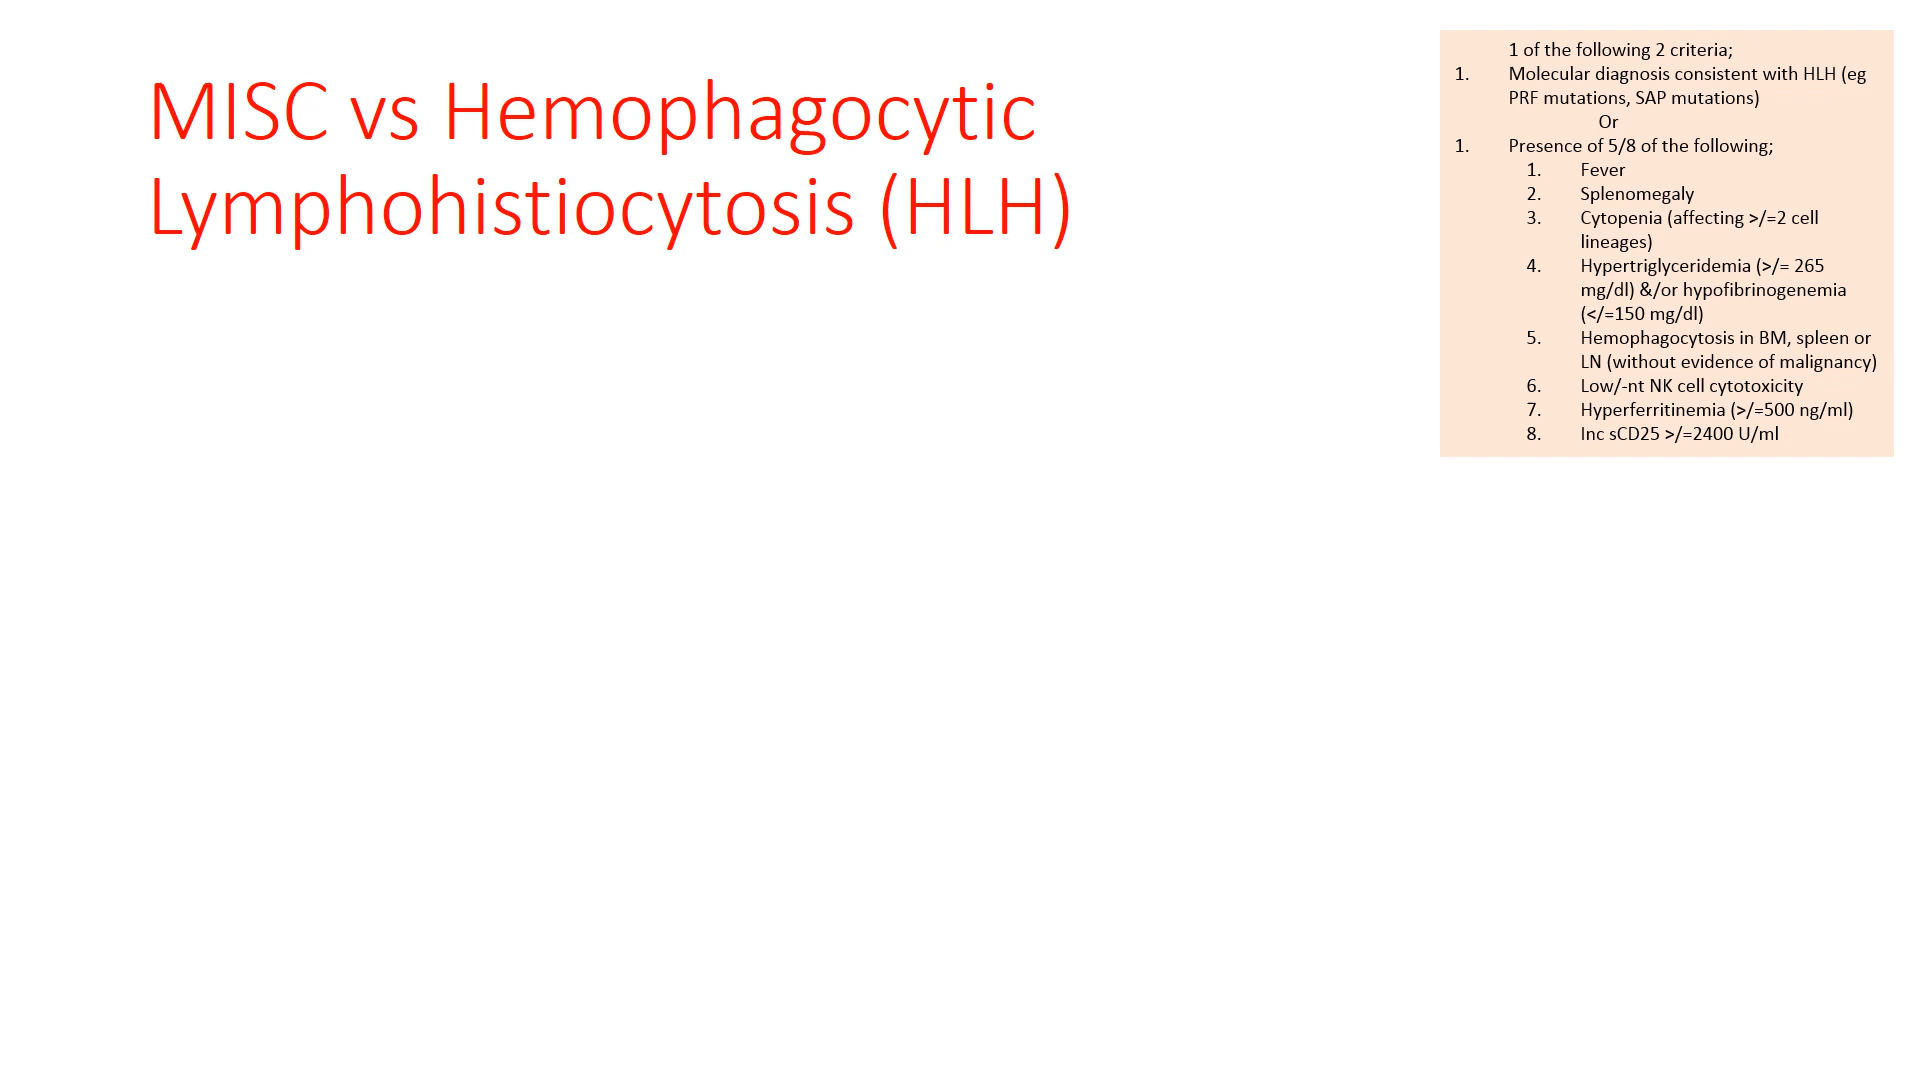 MISC vs Hemophagocytic
Lymphohistiocytosis (HLH)
1 of the following 2 criteria;
1. Molecular diagnosis consistent with HLH (eg
PRF mutations, SAP mutations)
Or
1. Presence of 5/8 of the following;
1. Fever
2. Splenomegaly
3. Cytopenia (affecting >/=2 cell
lineages)
4. Hypertriglyceridemia (>/= 265
mg/dl) &/or hypofibrinogenemia
(</=150 mg/dl)
5. Hemophagocytosis in BM, spleen or
LN (without evidence of malignancy)
6. Low/-nt NK cell cytotoxicity
7. Hyperferritinemia (>/=500 ng/ml)
8. Inc sCD25 >/=2400 U/ml